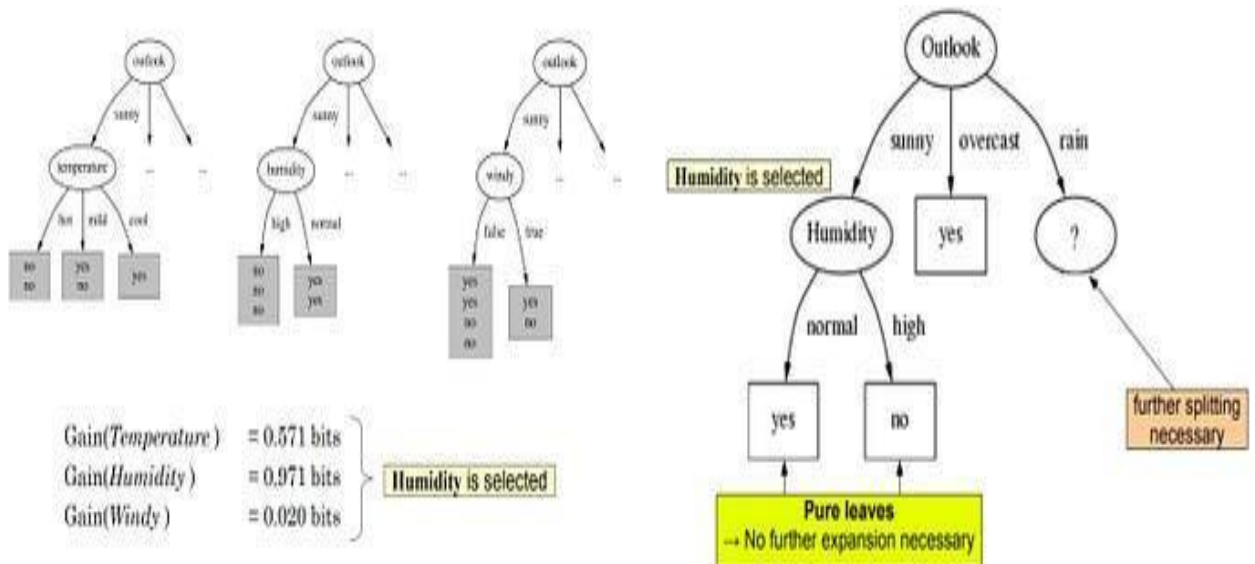 outlook
sunny
temperature
... ...
hot mild cool
no
no
yes
no
yes
outlook
sunny
humidity
... ...
high normal
no
no
no
yes
yes
outlook
sunny
windy
... ...
false true
yes
yes
no
no
yes
no
Gain(Temperature) = 0.571 bits
Gain(Humidity) = 0.971 bits
Gain(Windy) = 0.020 bits
Humidity is selected
Outlook
sunny overcast rain
Humidity is selected
Humidity yes ?
normal high
yes no
further splitting
necessary
Pure leaves
→ No further expansion necessary